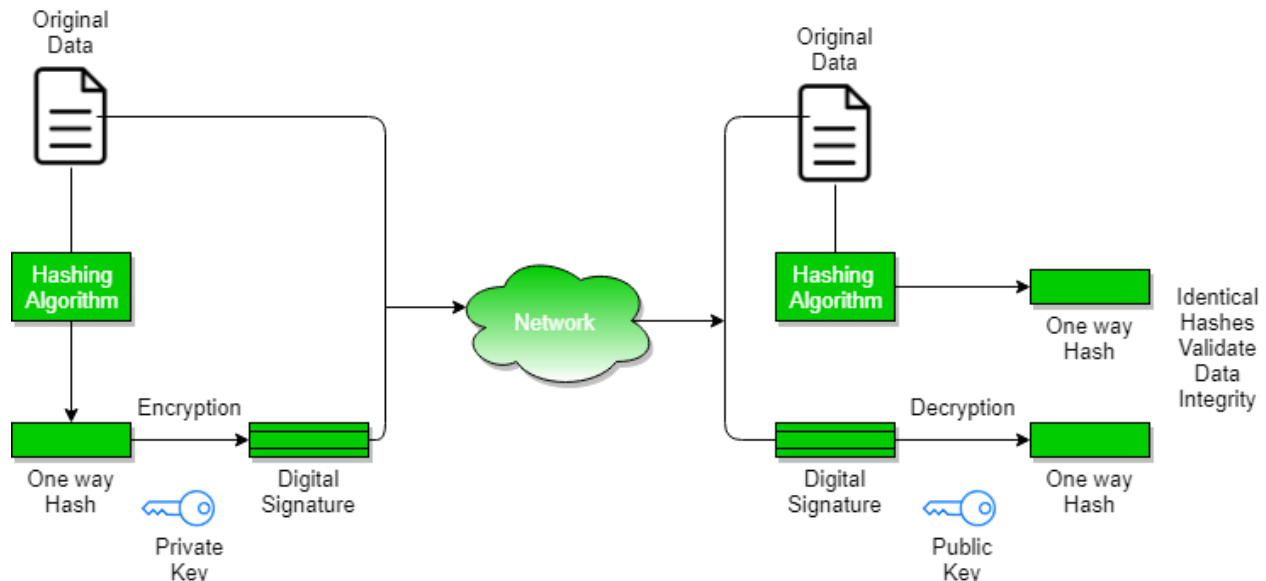 Original
Data
Hashing
Algorithm
One way
Hash
Encryption
Private
Key
Digital
Signature
Network
Original
Data
Hashing
Algorithm
One way
Hash
Identical
Hashes
Validate
Data
Integrity
Digital
Signature
Decryption
Public
Key
One way
Hash